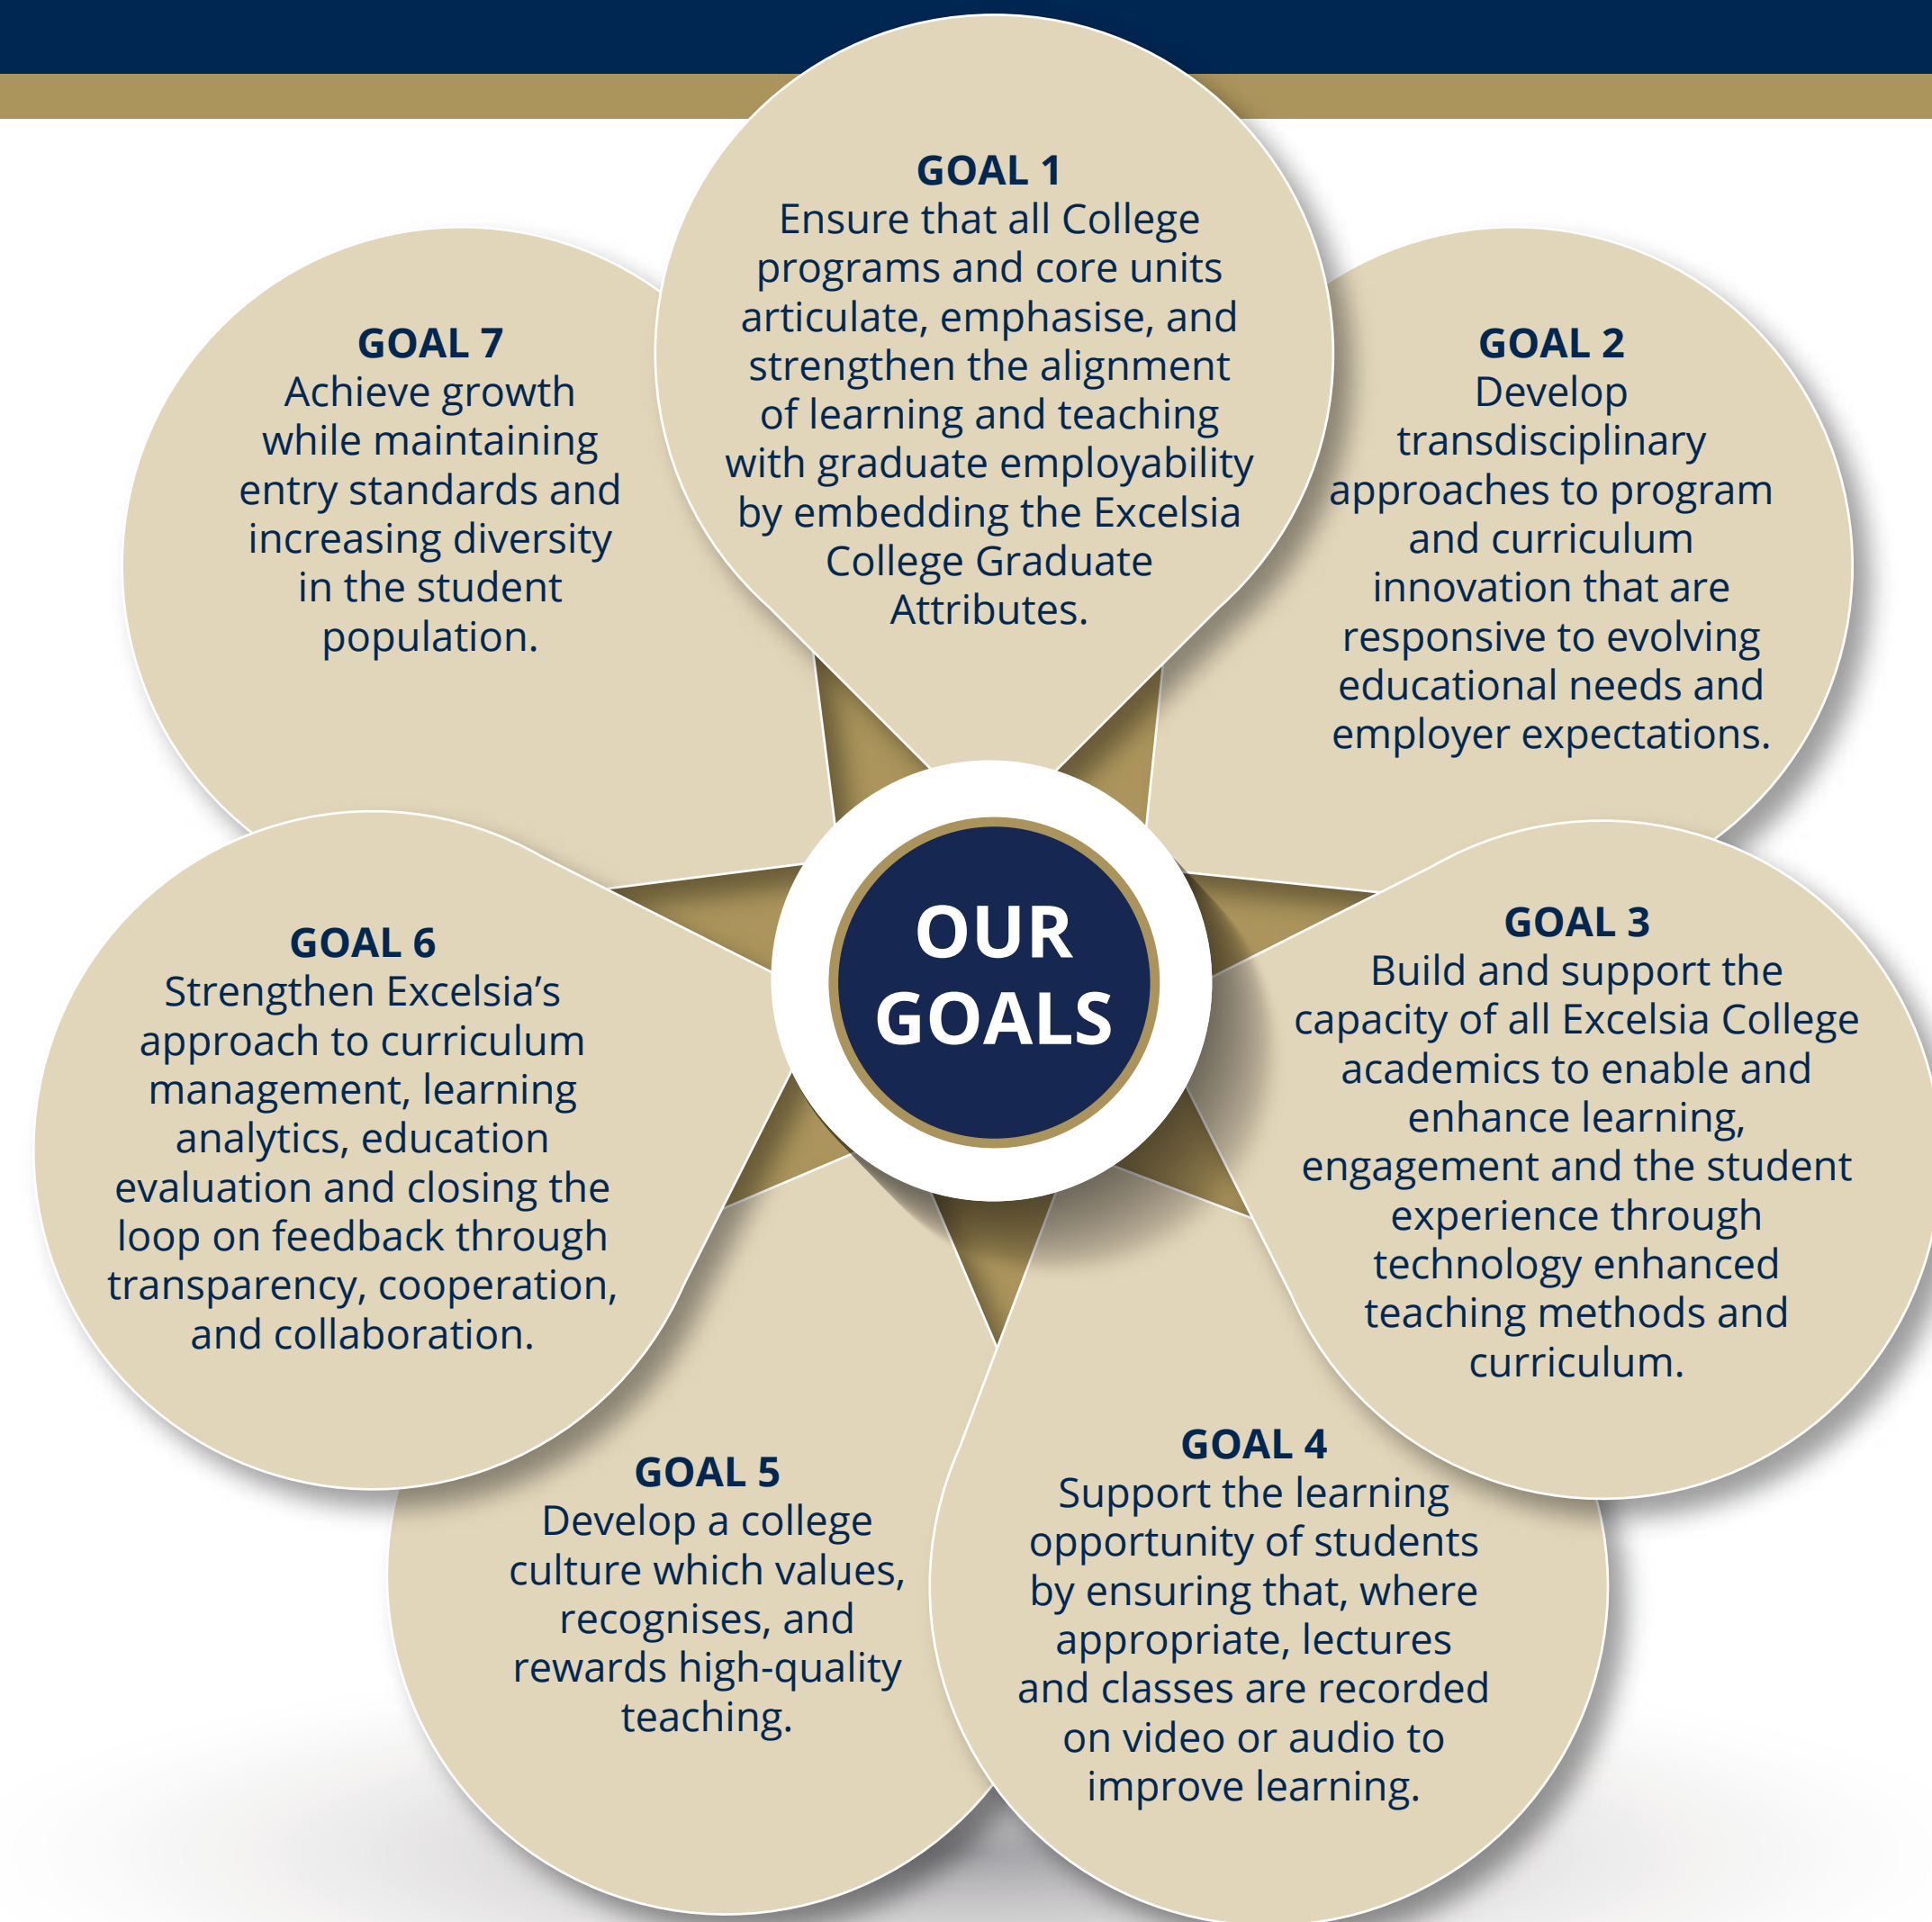 GOAL 1
Ensure that all College
programs and core units
articulate, emphasise, and
strengthen the alignment
of learning and teaching
with graduate employability
by embedding the Excelsia
College Graduate
Attributes.
GOAL 2
Develop
transdisciplinary
approaches to program
and curriculum
innovation that are
responsive to evolving
educational needs and
employer expectations.
GOAL 3
Build and support the
capacity of all Excelsia College
academics to enable and
enhance learning,
engagement and the student
experience through
technology enhanced
teaching methods and
curriculum.
GOAL 4
Support the learning
opportunity of students
by ensuring that, where
appropriate, lectures
and classes are recorded
on video or audio to
improve learning.
GOAL 5
Develop a college
culture which values,
recognises, and
rewards high-quality
teaching.
GOAL 6
Strengthen Excelsia’s
approach to curriculum
management, learning
analytics, education
evaluation and closing the
loop on feedback through
transparency, cooperation,
and collaboration.
GOAL 7
Achieve growth
while maintaining
entry standards and
increasing diversity
in the student
population.
OUR
GOALS